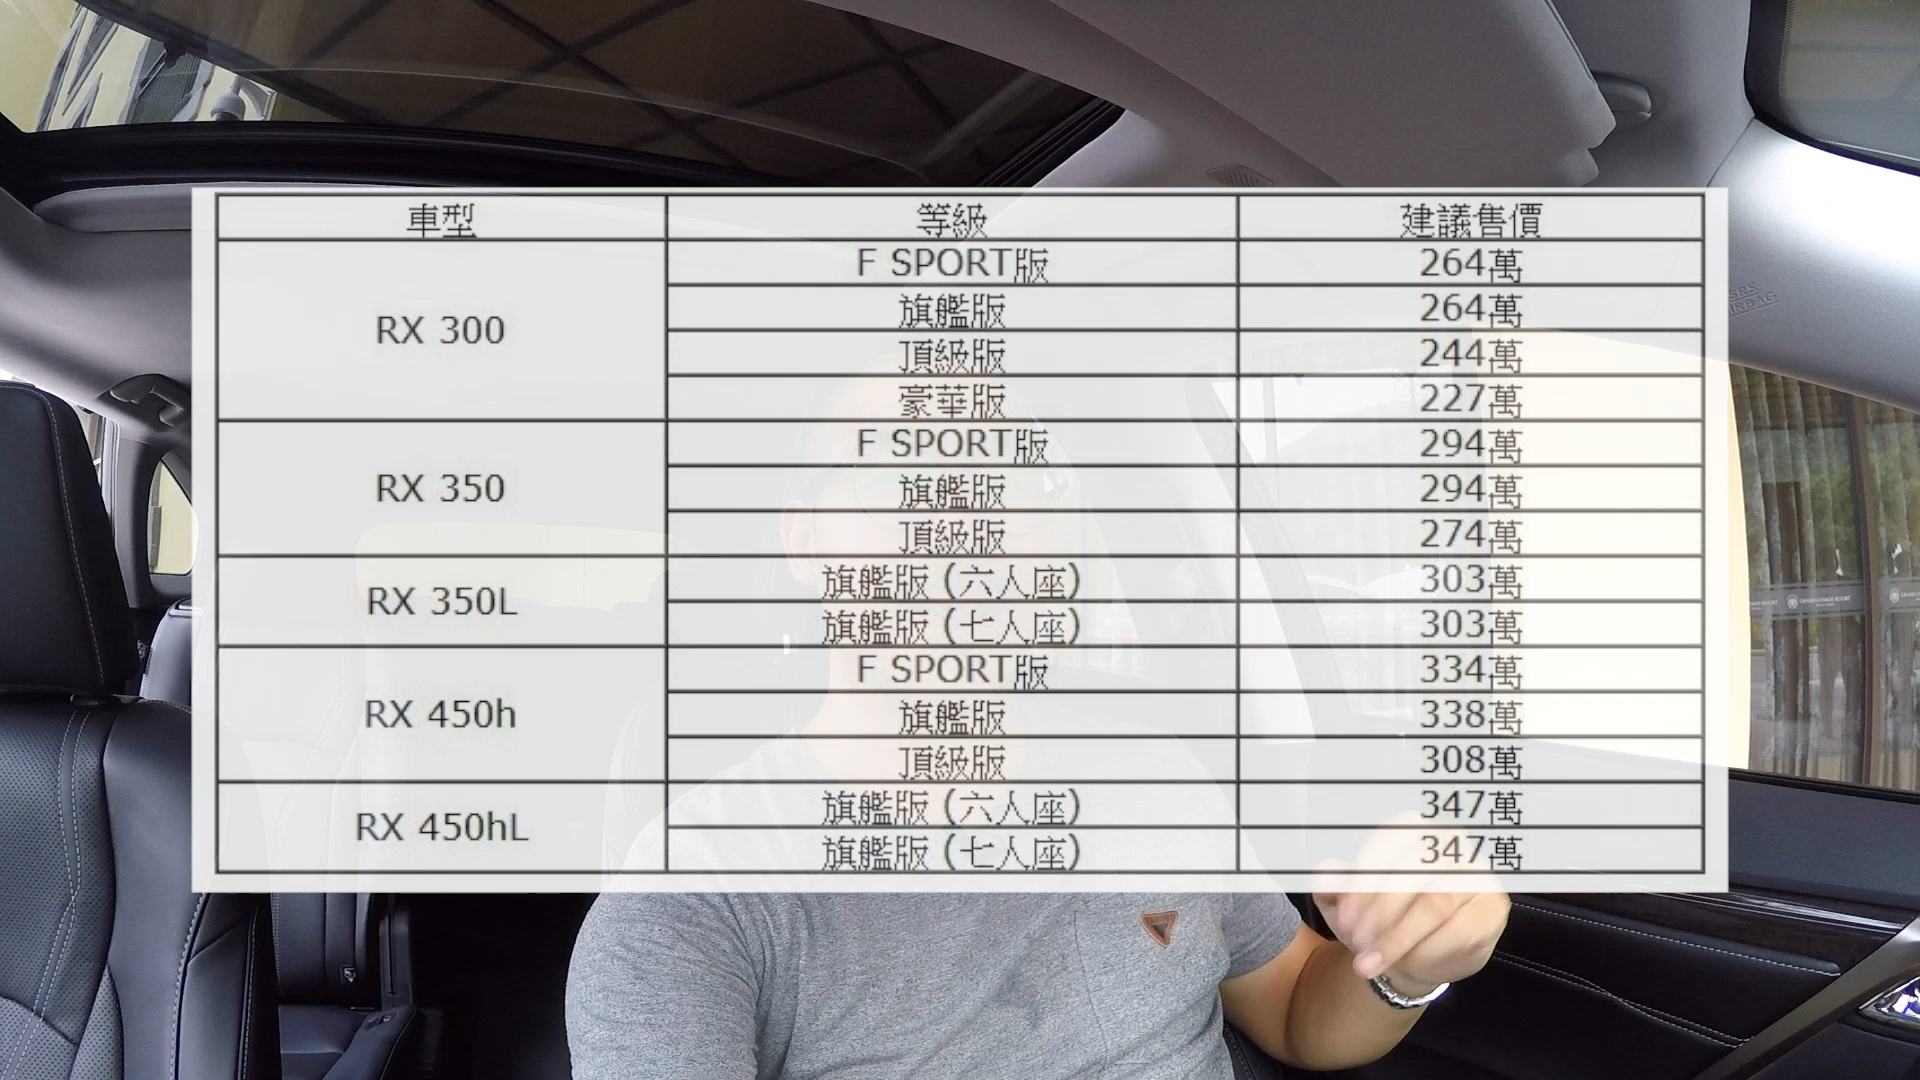 車型 等級 建議售價
RX 300 F SPORT版 264萬
旗艦版 264萬
頂級版 244萬
豪華版 227萬
RX 350 F SPORT版 294萬
旗艦版 294萬
頂級版 274萬
RX 350L 旗艦版 (六人座) 303萬
旗艦版 (七人座) 303萬
RX 450h F SPORT版 334萬
旗艦版 338萬
頂級版 308萬
RX 450hL 旗艦版 (六人座) 347萬
旗艦版 (七人座) 347萬
SRS
AIRBAG